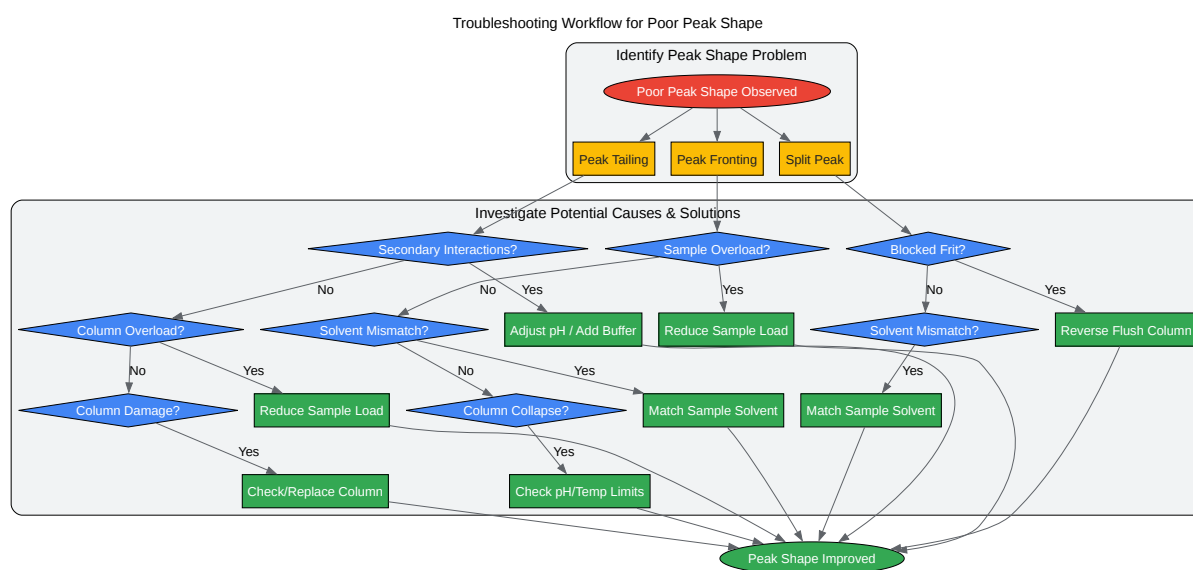 Troubleshooting Workflow for Poor Peak Shape
Identify Peak Shape Problem
Poor Peak Shape Observed
Peak Tailing
Peak Fronting
Split Peak
Investigate Potential Causes & Solutions
Secondary Interactions?
Sample Overload?
Blocked Frit?
No
No
Yes
Yes
No
Yes
Column Overload?
Solvent Mismatch?
Adjust pH / Add Buffer
Reduce Sample Load
Solvent Mismatch?
Reverse Flush Column
No
Yes
No
Yes
Yes
Column Damage?
Reduce Sample Load
Column Collapse?
Match Sample Solvent
Match Sample Solvent
Yes
Yes
Check/Replace Column
Check pH/Temp Limits
Peak Shape Improved